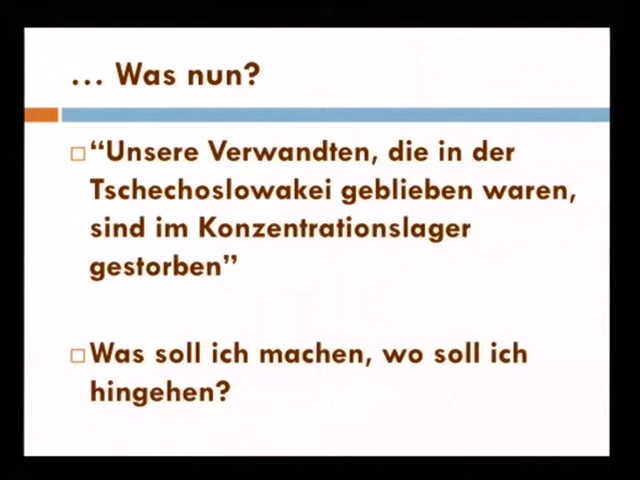 … Was nun?
“Unsere Verwandten, die in der
Tschechoslowakei geblieben waren,
sind im Konzentrationslager
gestorben”
Was soll ich machen, wo soll ich
hingehen?